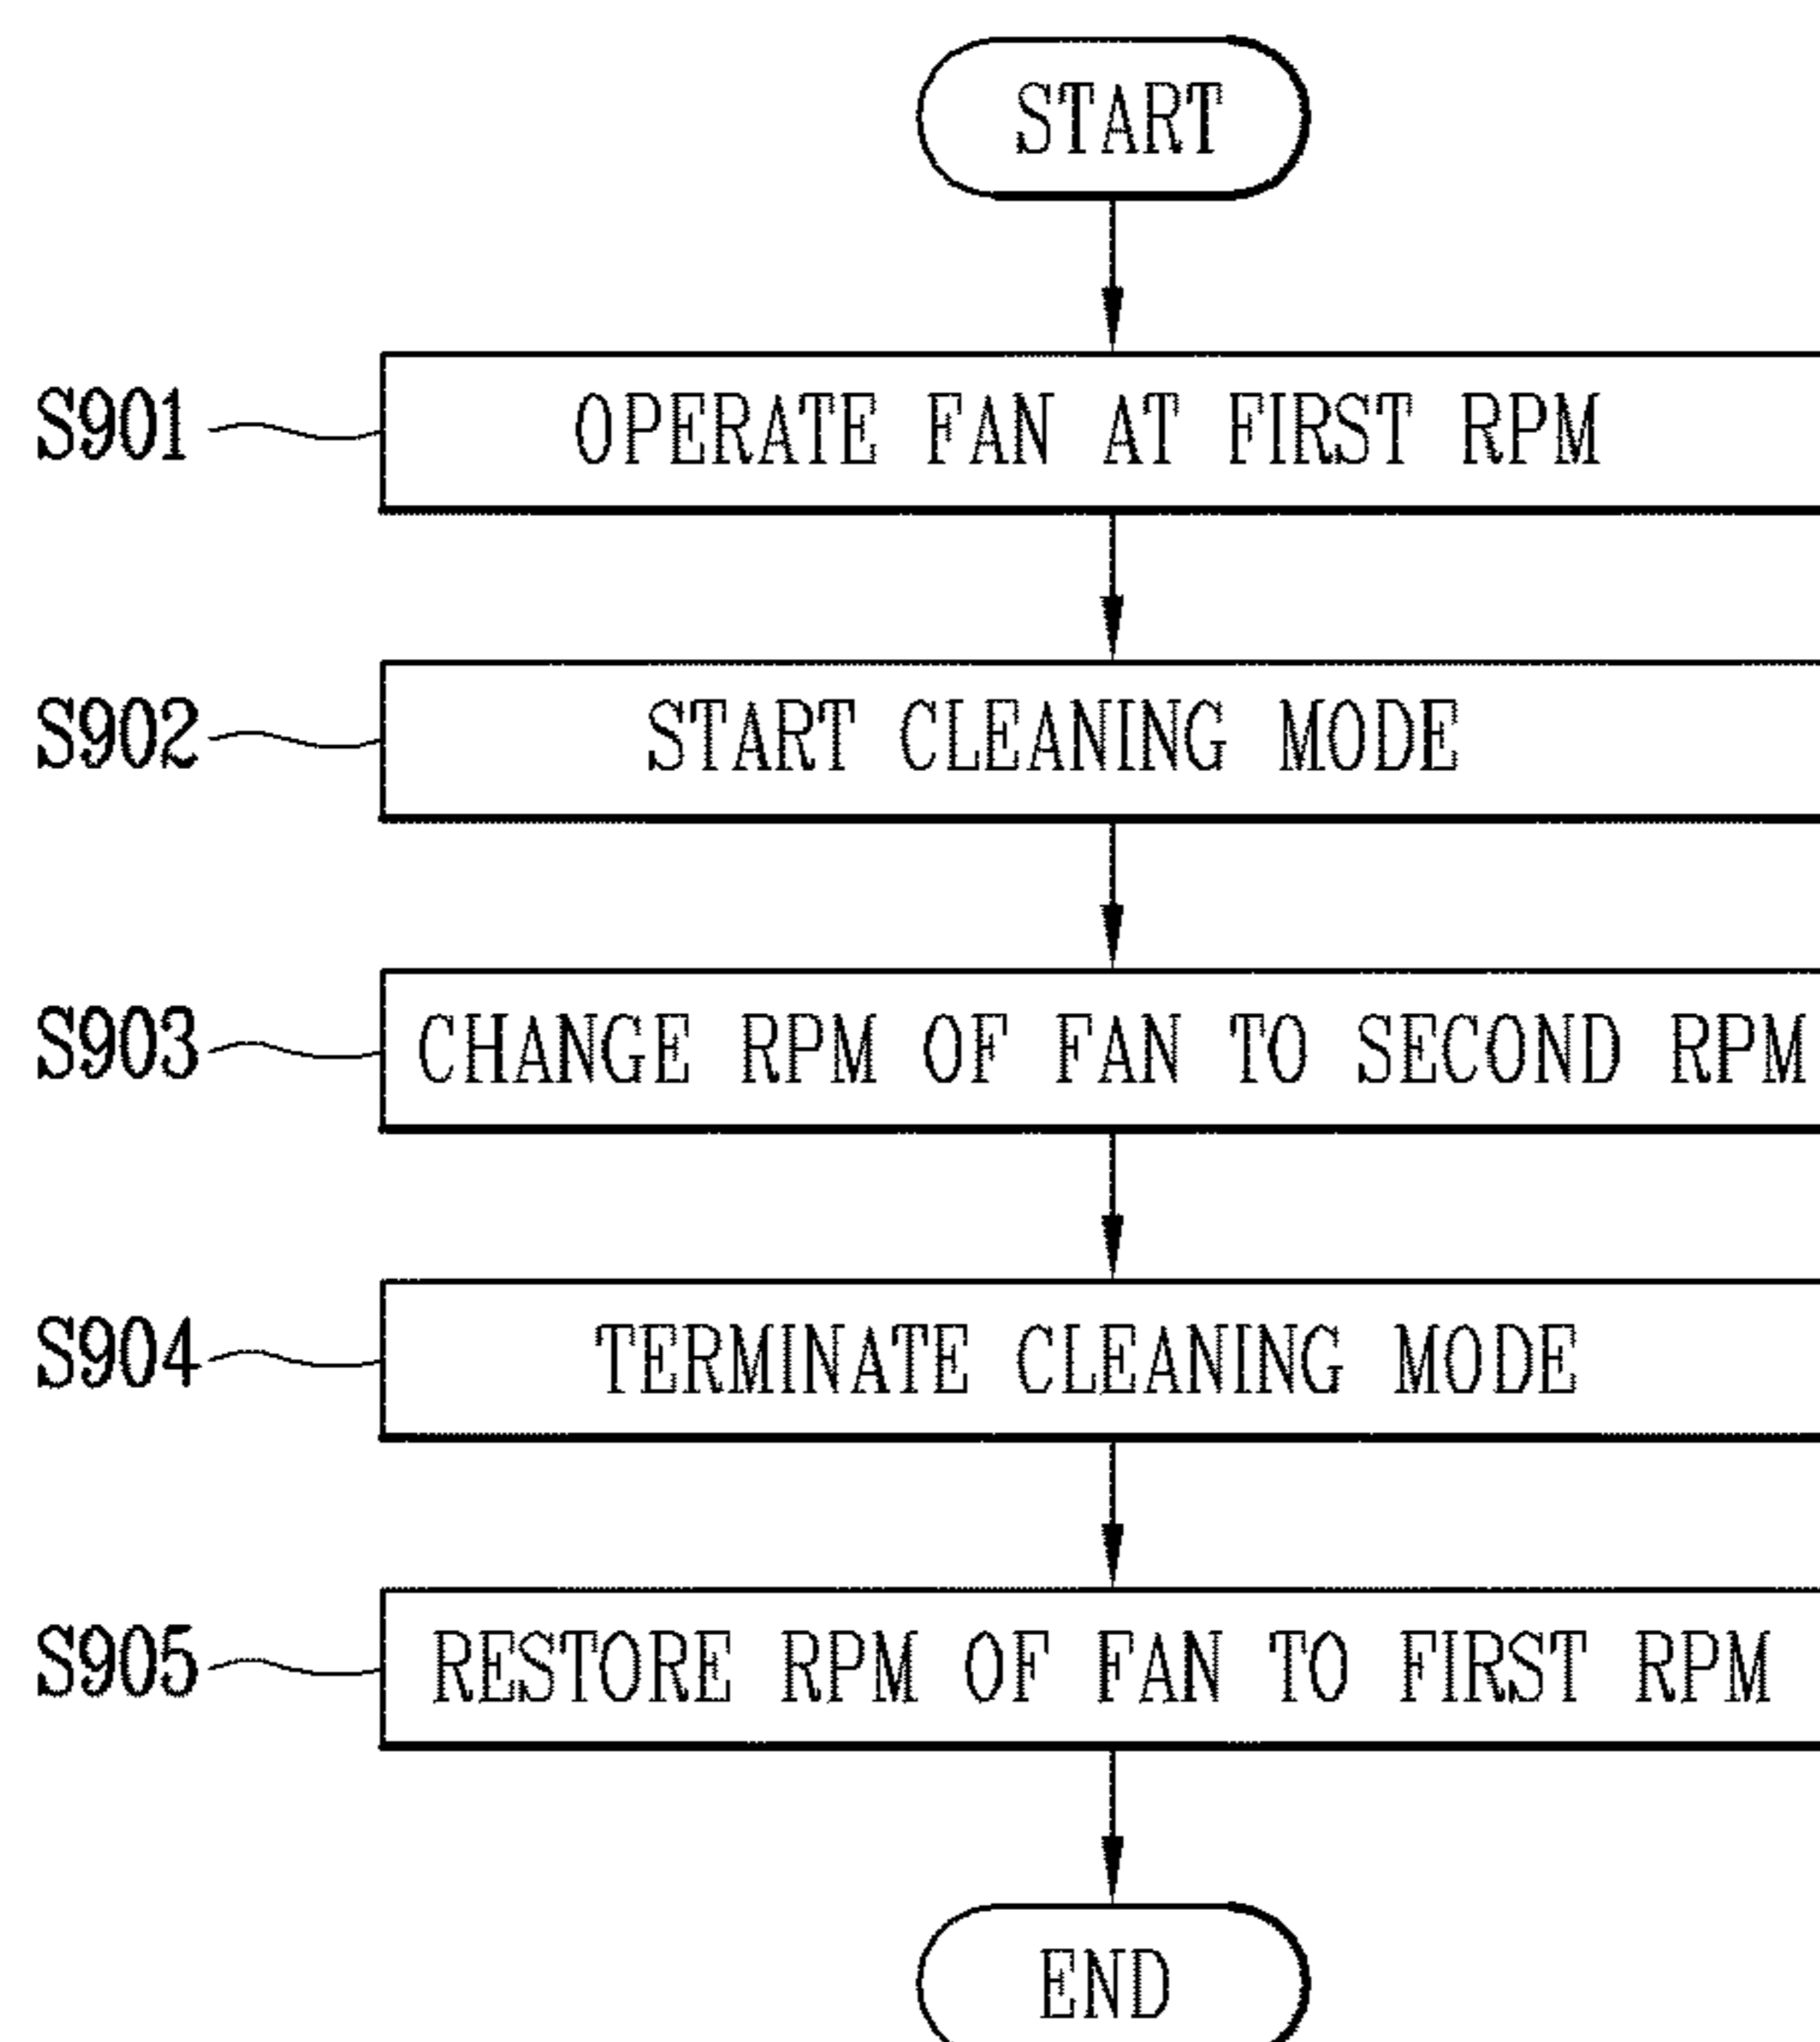 START
S901 OPERATE FAN AT FIRST RPM
S902 START CLEANING MODE
S903 CHANGE RPM OF FAN TO SECOND RPM
S904 TERMINATE CLEANING MODE
S905 RESTORE RPM OF FAN TO FIRST RPM
END